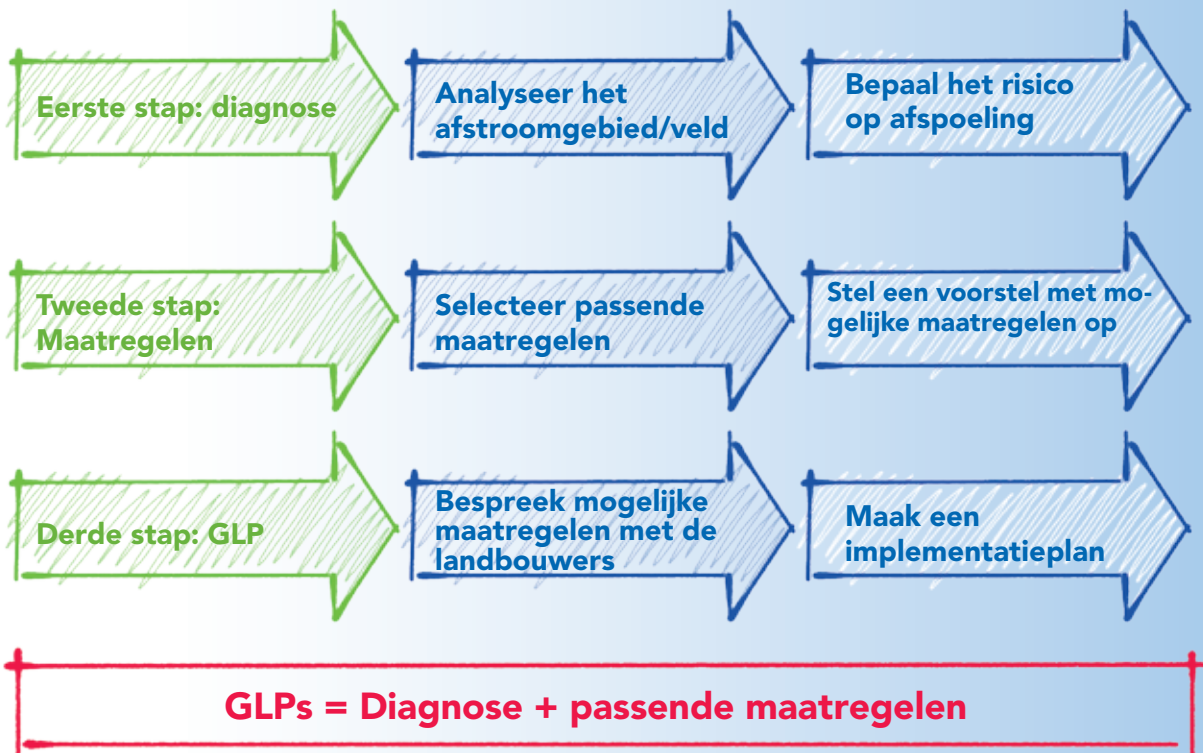 Eerste stap: diagnose
Analyseer het
afstroomgebied/veld
Bepaal het risico
op afspoeling
Tweede stap:
Maatregelen
Selecteer passende
maatregelen
Stel een voorstel met mo-
gelijke maatregelen op
Derde stap: GLP
Bespreek mogelijke
maatregelen met de
landbouwers
Maak een
implementatieplan
GLPs = Diagnose + passende maatregelen